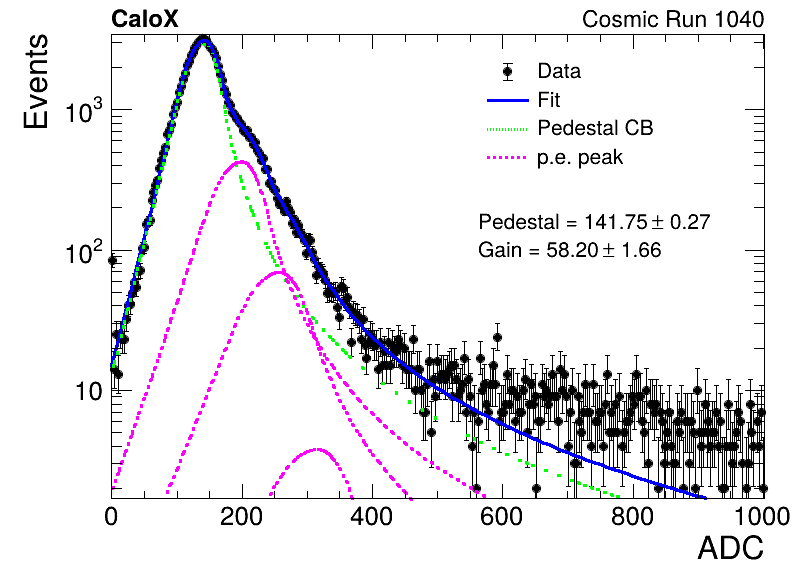 CaloX Cosmic Run 1040
Events
Data
Fit
Pedestal CB
p.e. peak
Pedestal = 141.75 ± 0.27
Gain = 58.20 ± 1.66
10³
10²
10
0 200 400 600 800 1000
ADC